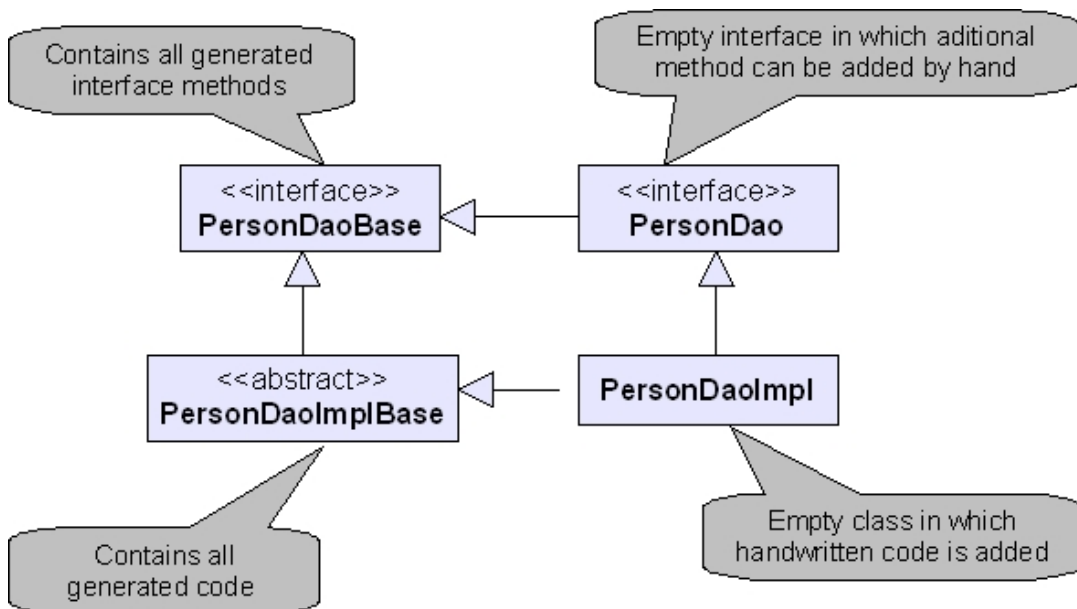 Contains all generated
interface methods
Empty interface in which aditional
method can be added by hand
<<interface>>
PersonDaoBase
<<interface>>
PersonDao
<<abstract>>
PersonDaoImplBase
PersonDaoImpl
Contains all
generated code
Empty class in which
handwritten code is added